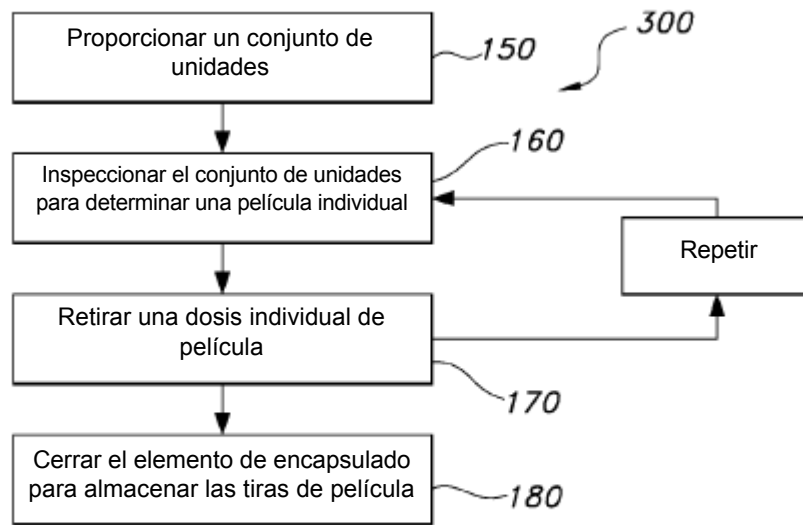 Proporcionar un conjunto de
unidades
150
300
Inspeccionar el conjunto de unidades
para determinar una película individual
160
Repetir
Retirar una dosis individual de
película
170
Cerrar el elemento de encapsulado
para almacenar las tiras de película
180